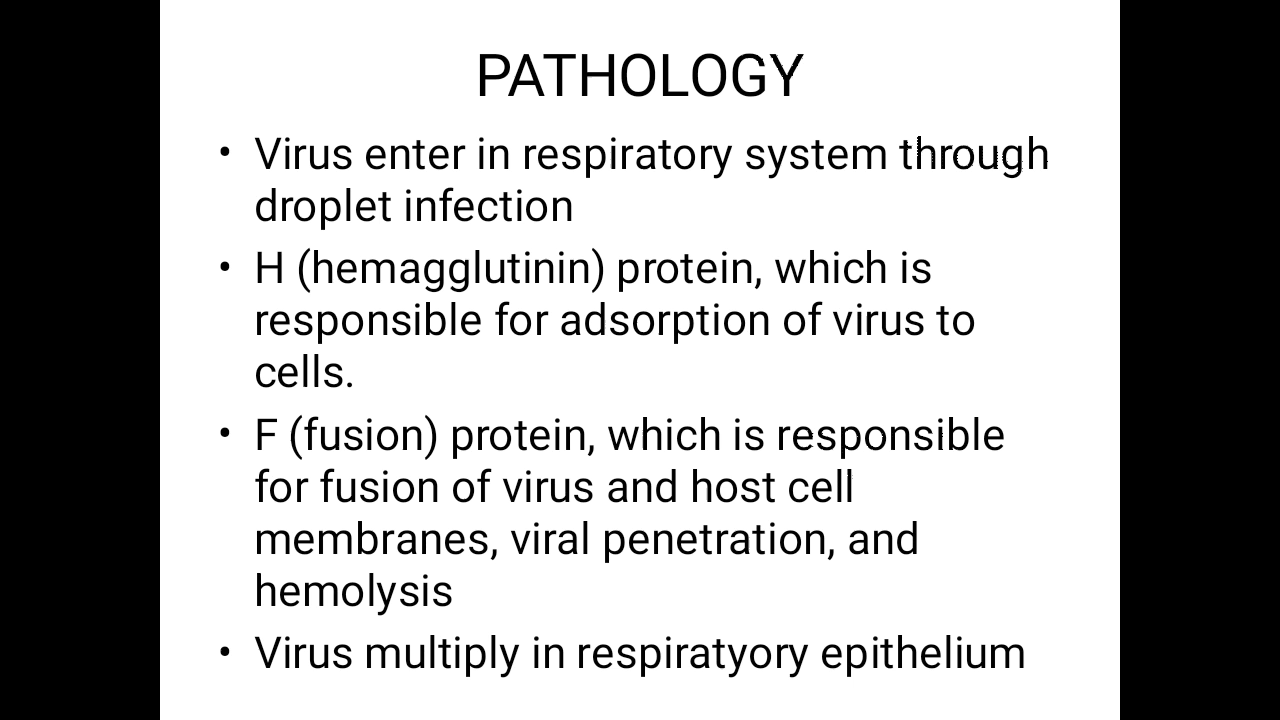 PATHOLOGY
• Virus enter in respiratory system through
droplet infection
• H (hemagglutinin) protein, which is
responsible for adsorption of virus to
cells.
• F (fusion) protein, which is responsible
for fusion of virus and host cell
membranes, viral penetration, and
hemolysis
• Virus multiply in respiratyory epithelium